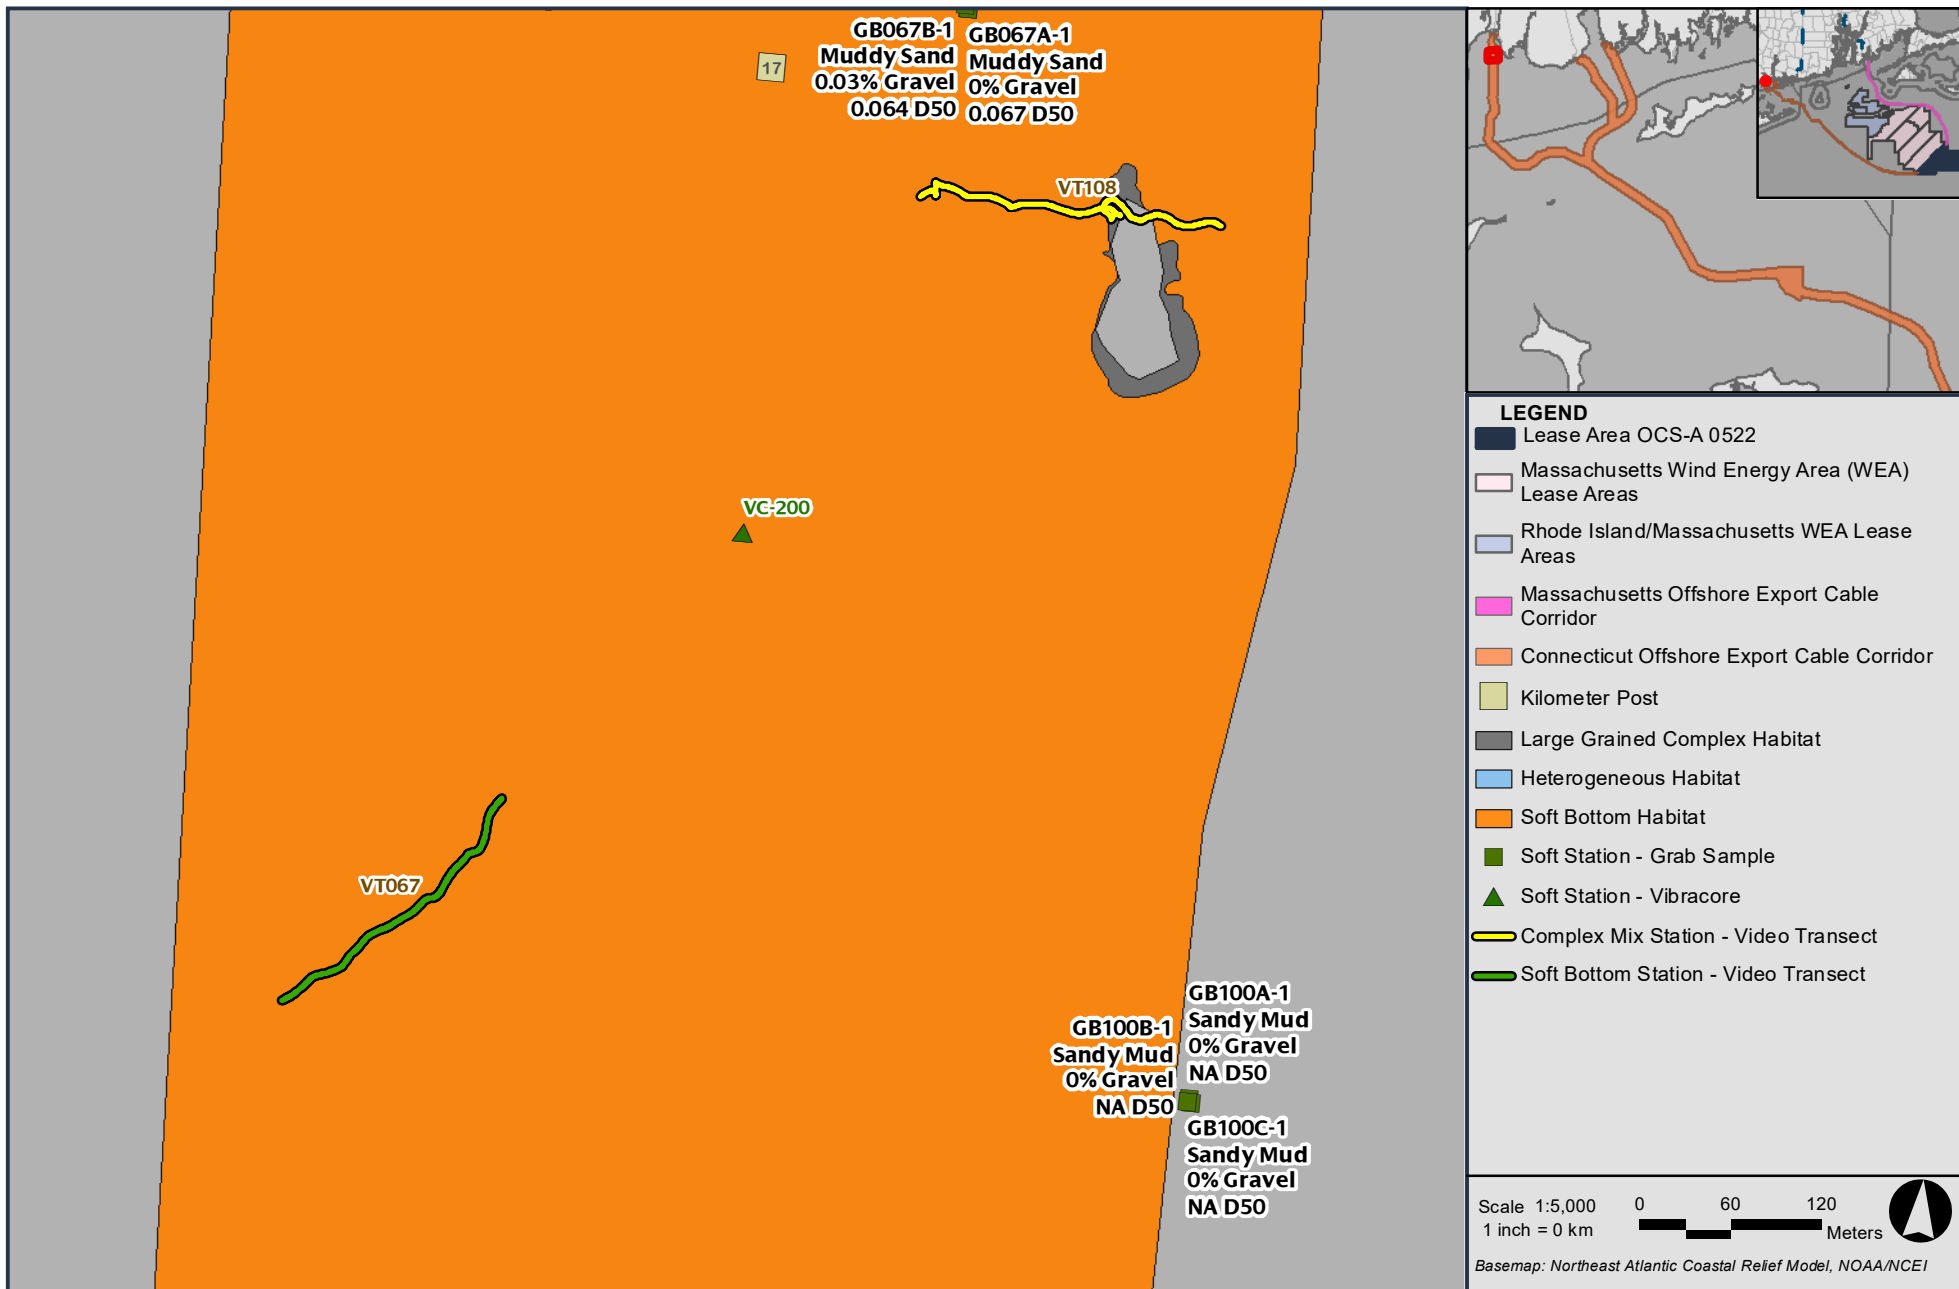 GB067B-1
Muddy Sand
0.03% Gravel
0.064 D50
GB067A-1
Muddy Sand
0% Gravel
0.067 D50
17
VT108
VC-200
VT067
GB100B-1
Sandy Mud
0% Gravel
NA D50
GB100A-1
Sandy Mud
0% Gravel
NA D50
GB100C-1
Sandy Mud
0% Gravel
NA D50
LEGEND
Lease Area OCS-A 0522
Massachusetts Wind Energy Area (WEA)
Lease Areas
Rhode Island/Massachusetts WEA Lease
Areas
Massachusetts Offshore Export Cable
Corridor
Connecticut Offshore Export Cable Corridor
Kilometer Post
Large Grained Complex Habitat
Heterogeneous Habitat
Soft Bottom Habitat
Soft Station - Grab Sample
Soft Station - Vibracore
Complex Mix Station - Video Transect
Soft Bottom Station - Video Transect
Scale 1:5,000
1 inch = 0 km
0 60 120
Meters
Basemap: Northeast Atlantic Coastal Relief Model, NOAA/NCEI